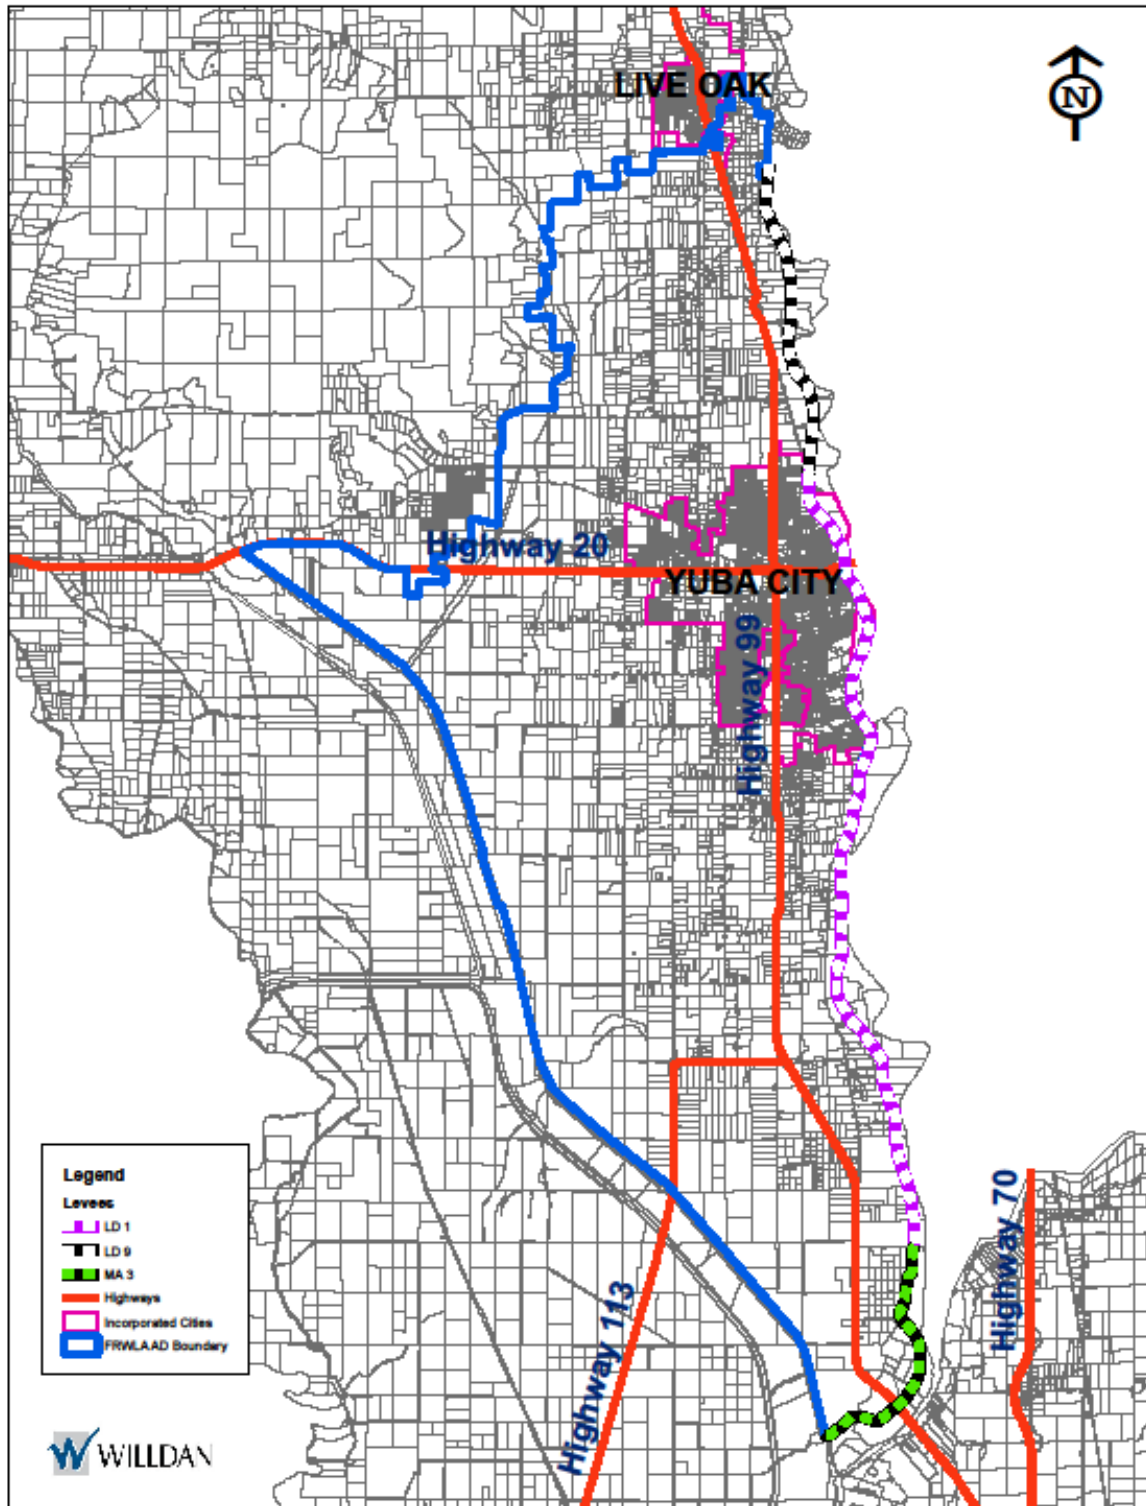 LIVE OAK
N
Highway 20
YUBA CITY
Highway 99
Highway 70
Highway 113
Legend
Levees
LD 1
LD 9
MA 3
Highways
Incorporated Cities
FRWLAAD Boundary
W WILLDAN